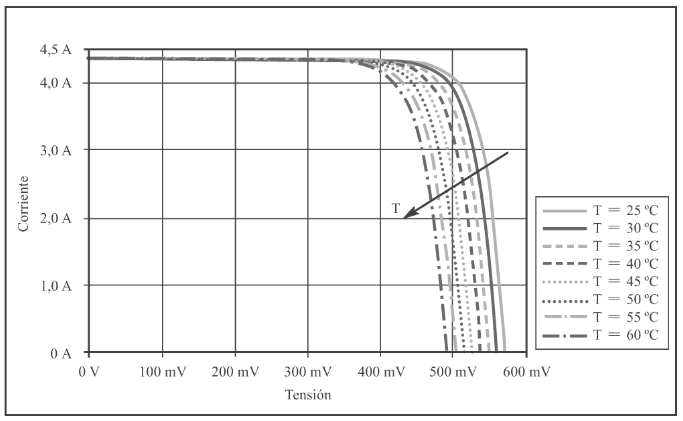 4,5 A
4,0 A
3,0 A
2,0 A
1,0 A
0 A
Corriente
T
0 V 100 mV 200 mV 300 mV 400 mV 500 mV 600 mV
Tensión
T = 25 ºC
T = 30 ºC
T = 35 ºC
T = 40 ºC
T = 45 ºC
T = 50 ºC
T = 55 ºC
T = 60 ºC